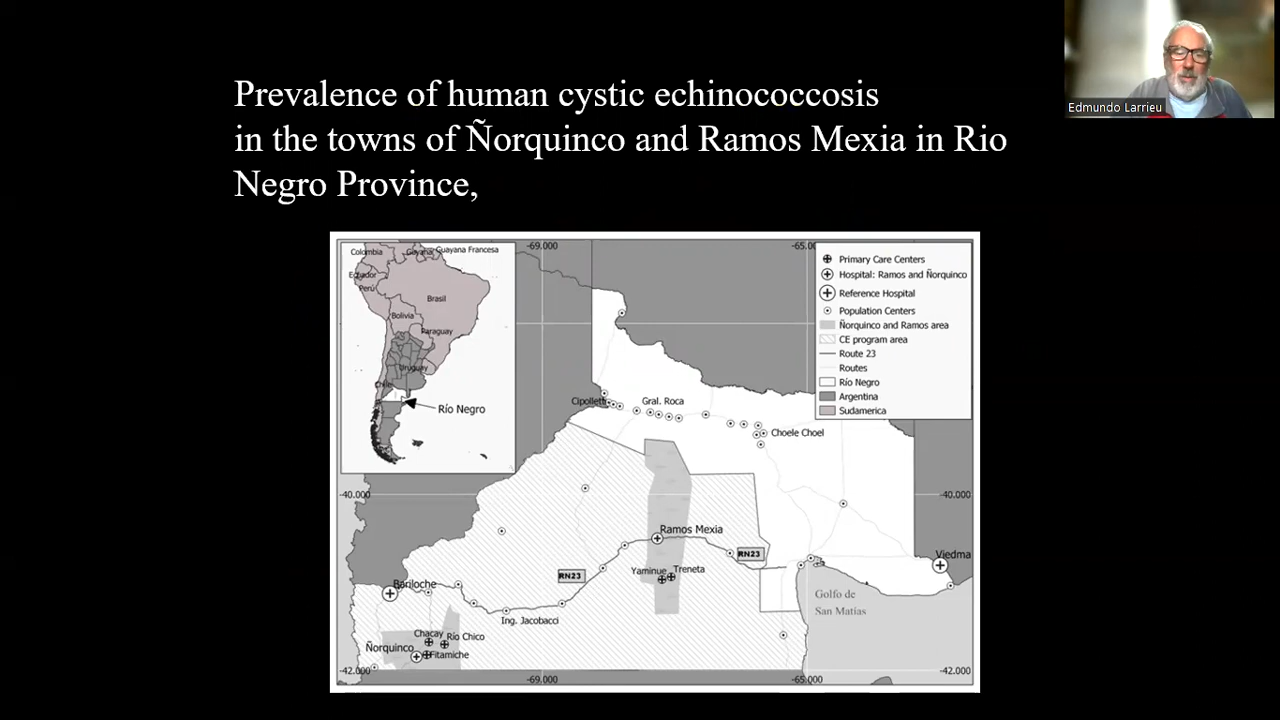 Edmundo Larrieu
Prevalence of human cystic echinococcosis
in the towns of Ñorquinco and Ramos Mexia in Rio
Negro Province,
Colombia
Guyana
Guayana Francesa
Ecuador
Perú
Brasil
Bolivia
Paraguay
Uruguay
Chile
Río Negro
-69.000
-65.00
Primary Care Centers
Hospital: Ramos and Ñorquinco
Reference Hospital
Population Centers
Ñorquinco and Ramos area
CE program area
Route 23
Routes
Río Negro
Argentina
Sudamerica
Cipolletti
Gral. Roca
Choele Choel
-40.000
-40.000
Ramos Mexia
RN23
RN23
Yaminue
Treneta
Viedma
Bariloche
Golfo de
San Matías
Ing. Jacobacci
Chacay
Río Chico
Ñorquinco
Fitamiche
-42.000
-42.000
-69.000
-65.000